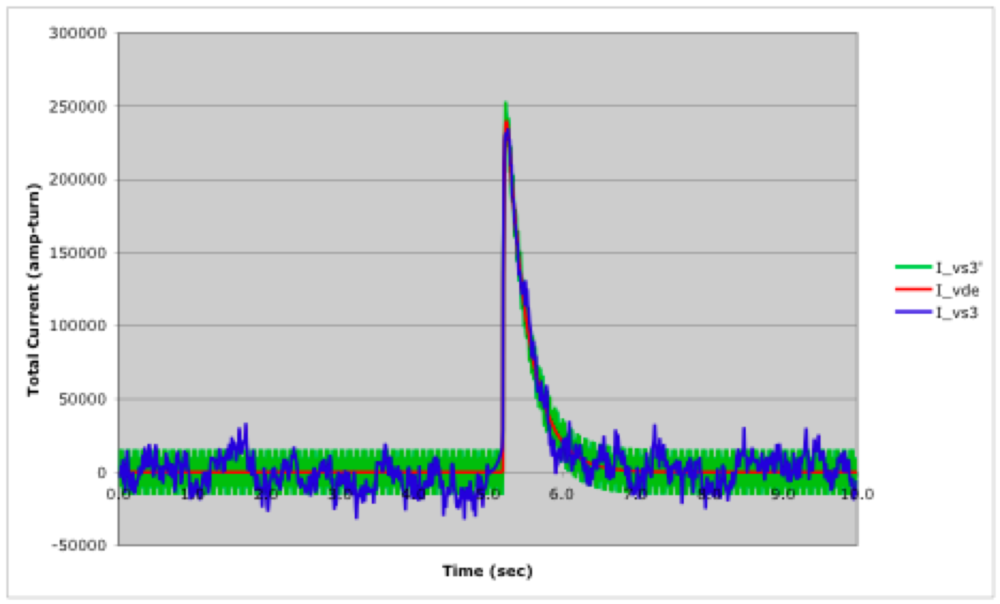 300000
250000
200000
150000
100000
50000
0
-50000
Total Current (amp-turn)
0.0 1.0 2.0 3.0 4.0 5.0 6.0 7.0 8.0 9.0 10.0
Time (sec)
I_vs3'
I_vde
I_vs3